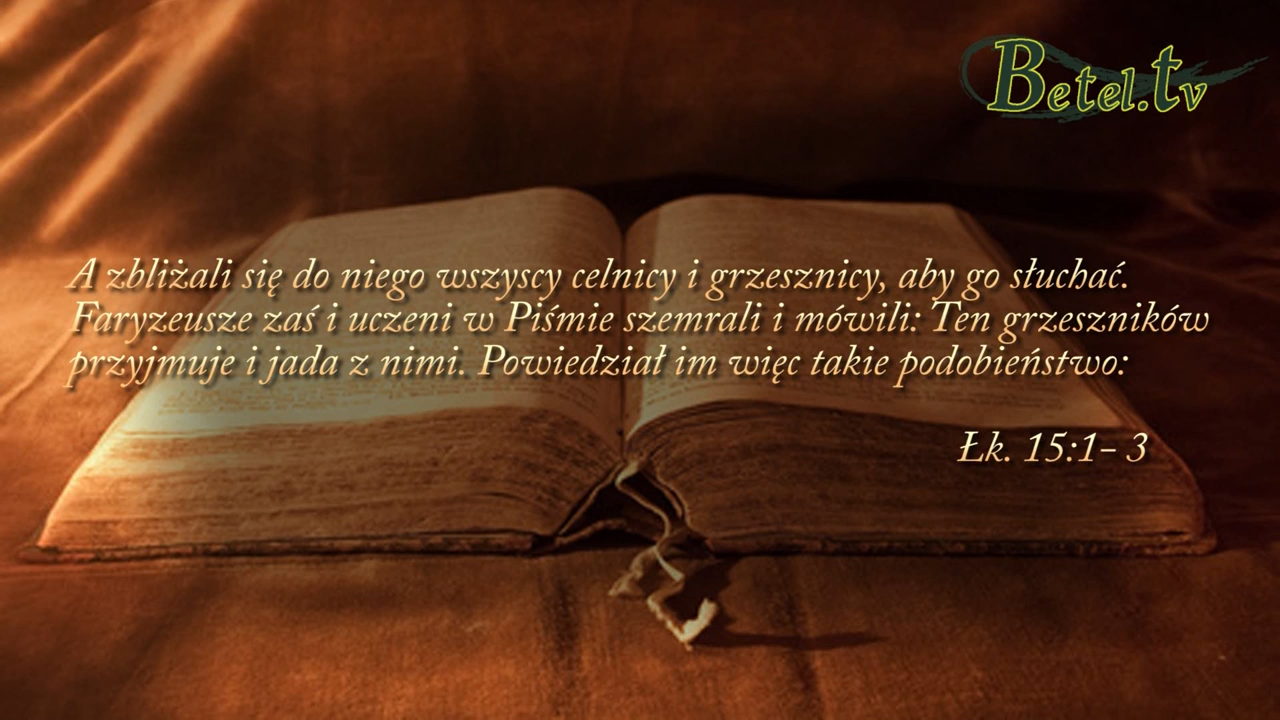 Betel.tv
A zbliżali się do niego wszyscy celnicy i grzesznicy, aby go słuchać.
Faryzeusze zaś i uczeni w Piśmie szemrali i mówili: Ten grzeszników
przyjmuje i jada z nimi. Powiedział im więc takie podobieństwo:
Łk. 15:1- 3